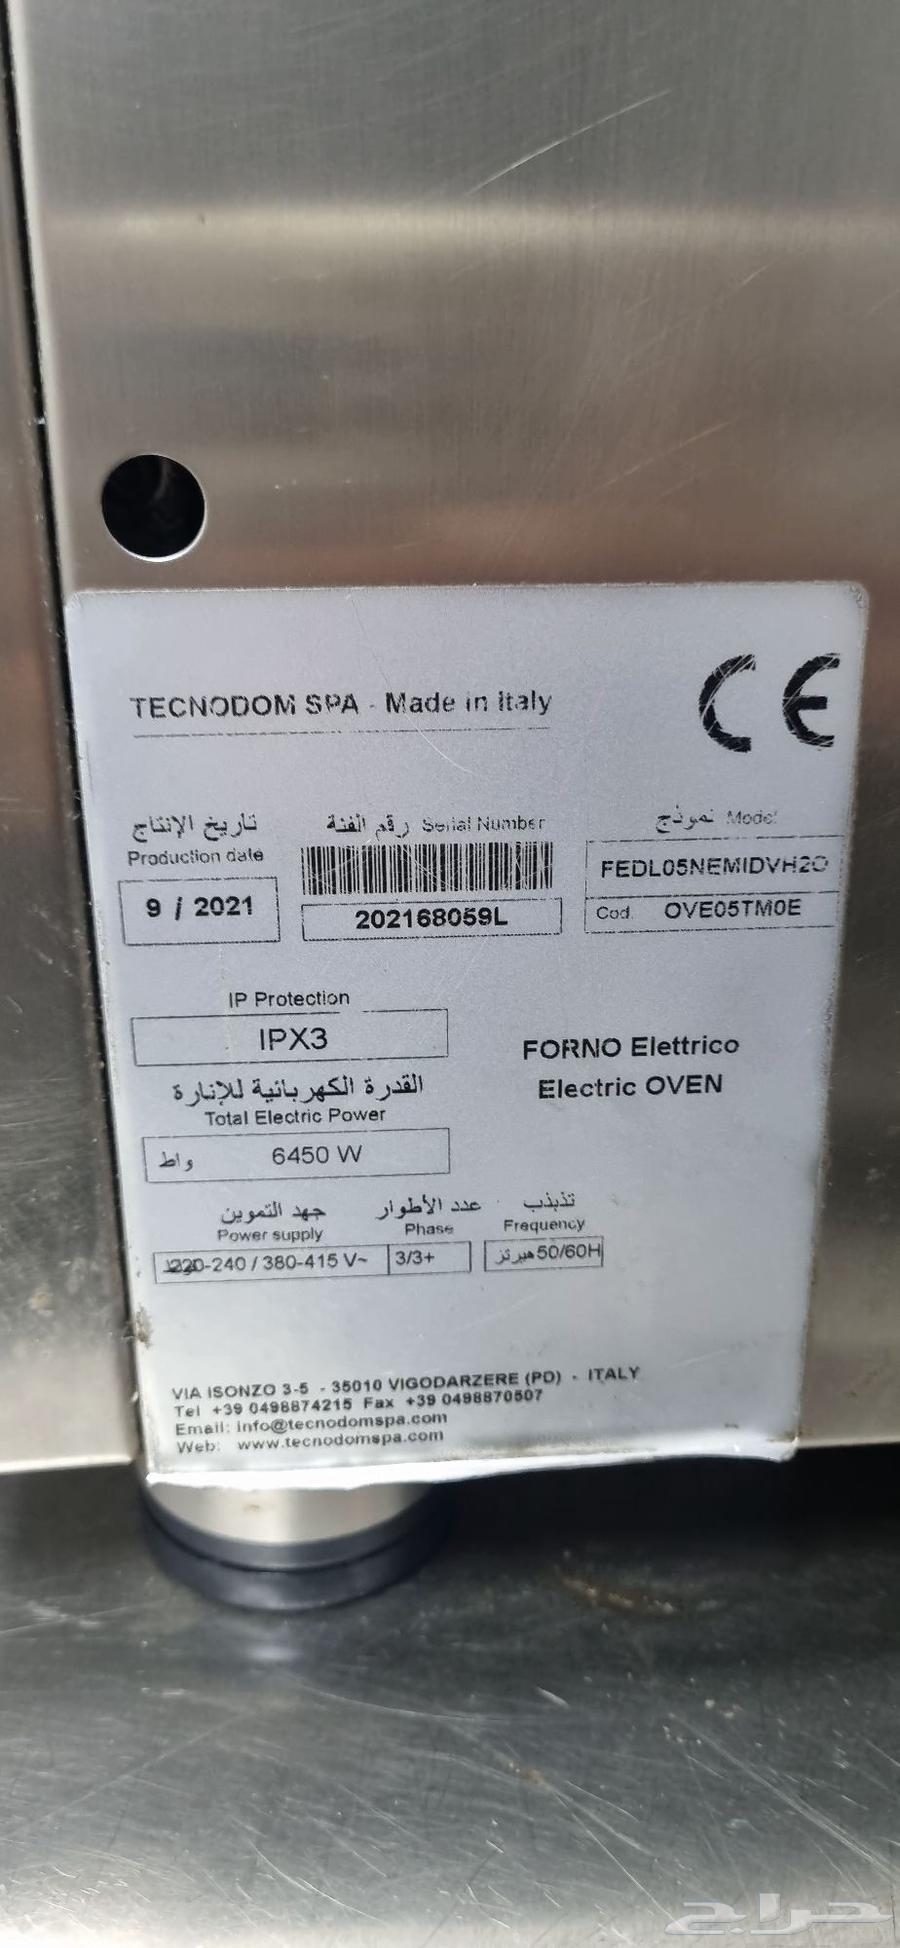 TECNODOM SPA - Made in Italy
CE
تاريخ الإنتاج
Production date
9 / 2021
رقم الفئة Serial Number
202168059L
نموذج Model
FEDL05NEMIDVH2O
Cod. OVE05TM0E
IP Protection
IPX3
القدرة الكهربائية للإنارة
Total Electric Power
واط 6450 W
FORNO Elettrico
Electric OVEN
جهد التموين
Power supply
220-240 / 380-415 V~
عدد الأطوار
Phase
3/3+
تذبذب
Frequency
هيرتز 50/60H
VIA ISONZO 3-5 - 35010 VIGODARZERE (PD) - ITALY
Tel +39 0498874215 Fax +39 0498870507
Email: info@tecnodomspa.com
Web: www.tecnodomspa.com
حراج